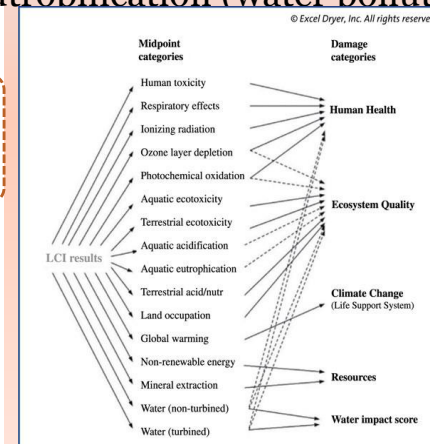 © Excel Dryer, Inc. All rights reserve
Midpoint categories
Damage categories
Human toxicity
Respiratory effects
Ionizing radiation
Ozone layer depletion
Photochemical oxidation
Aquatic ecotoxicity
Terrestrial ecotoxicity
Aquatic acidification
Aquatic eutrophication
Terrestrial acid/nutr
Land occupation
Global warming
Non-renewable energy
Mineral extraction
Water (non-turbined)
Water (turbined)
LCI results
Human Health
Ecosystem Quality
Climate Change
(Life Support System)
Resources
Water impact score